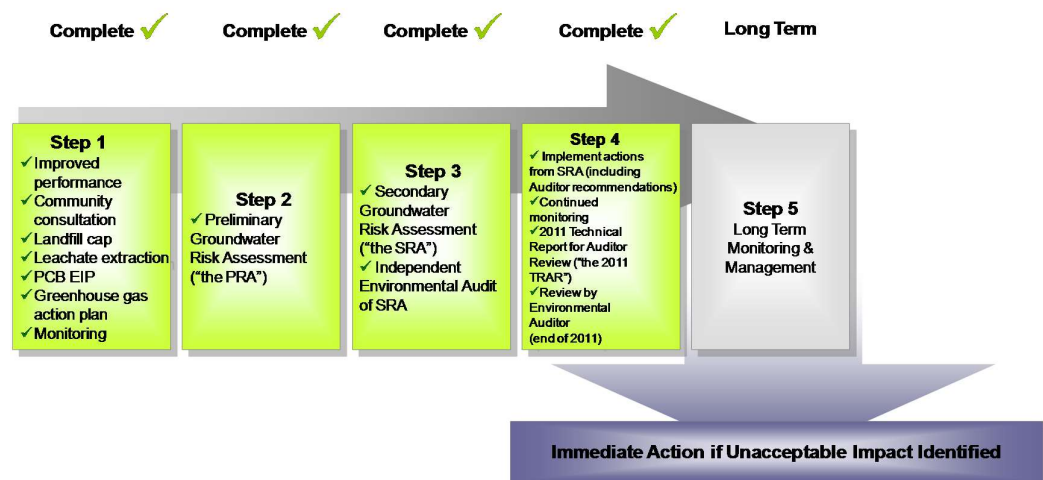 Complete ✓
Complete ✓
Complete ✓
Complete ✓
Long Term
Step 1
✓Improved
performance
✓Community
consultation
✓Landfill cap
✓Leachate extraction
✓PCB EIP
✓Greenhouse gas
action plan
✓Monitoring
Step 2
✓ Preliminary
Groundwater
Risk Assessment
("the PRA")
Step 3
✓ Secondary
Groundwater
Risk Assessment
("the SRA")
✓ Independent
Environmental Audit
of SRA
Step 4
✓ Implement actions
from SRA (including
Auditor recommendations)
✓Continued
monitoring
✓2011 Technical
Report for Auditor
Review ("the 2011
TRAR")
✓Review by
Environmental
Auditor
(end of 2011)
Step 5
Long Term
Monitoring &
Management
Immediate Action if Unacceptable Impact Identified